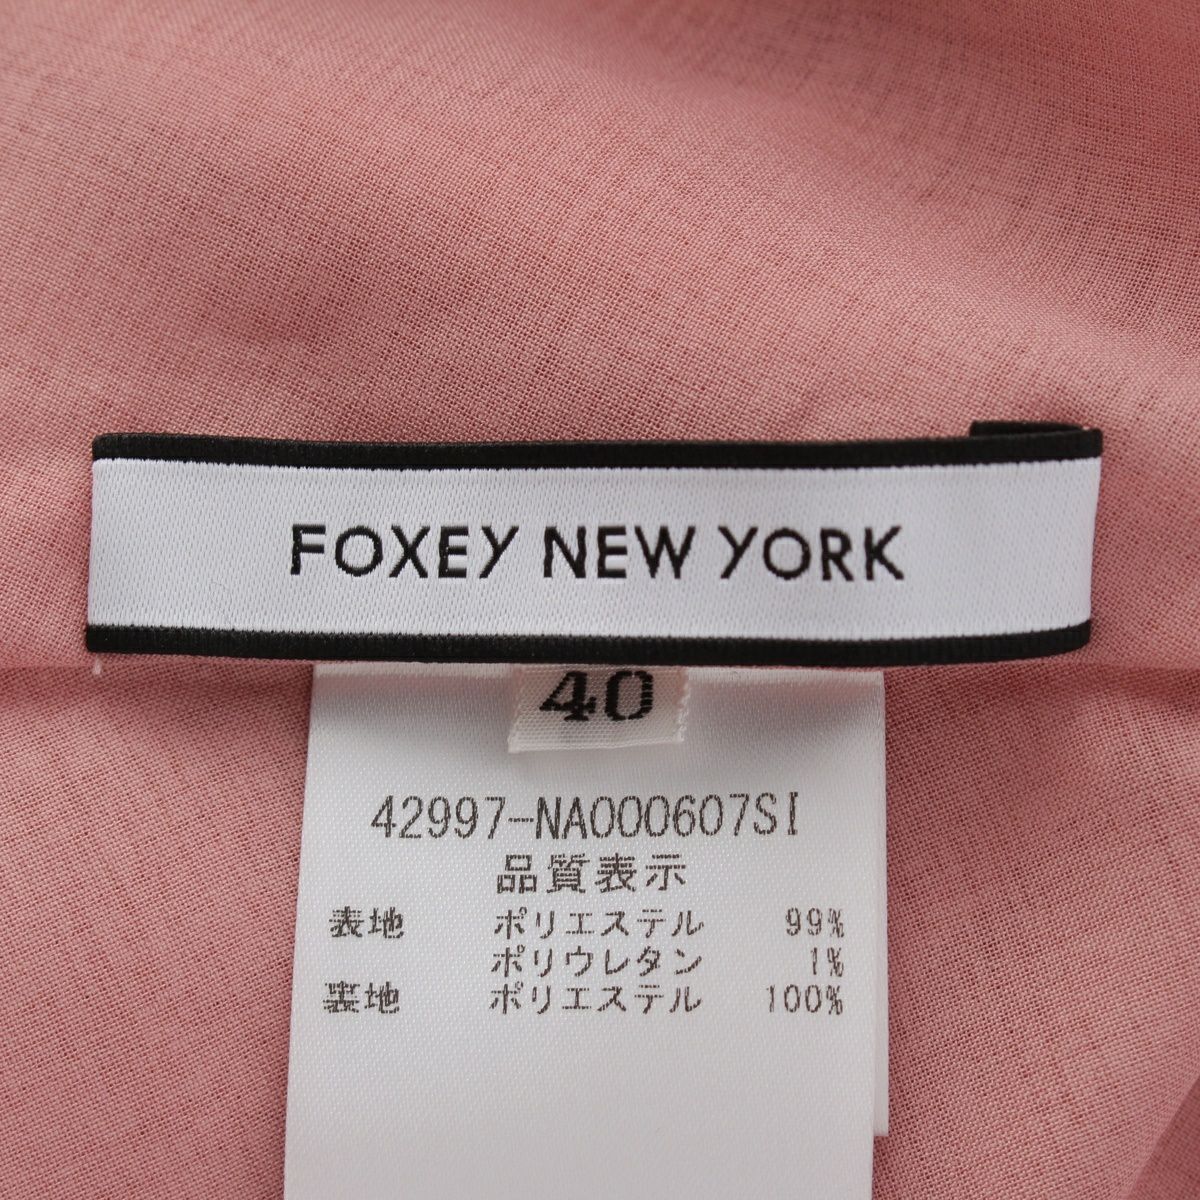 FOXEY NEW YORK
40
42997-NA000607SI
品質表示
表地 ポリエステル 99%
ポリウレタン 1%
裏地 ポリエステル 100%